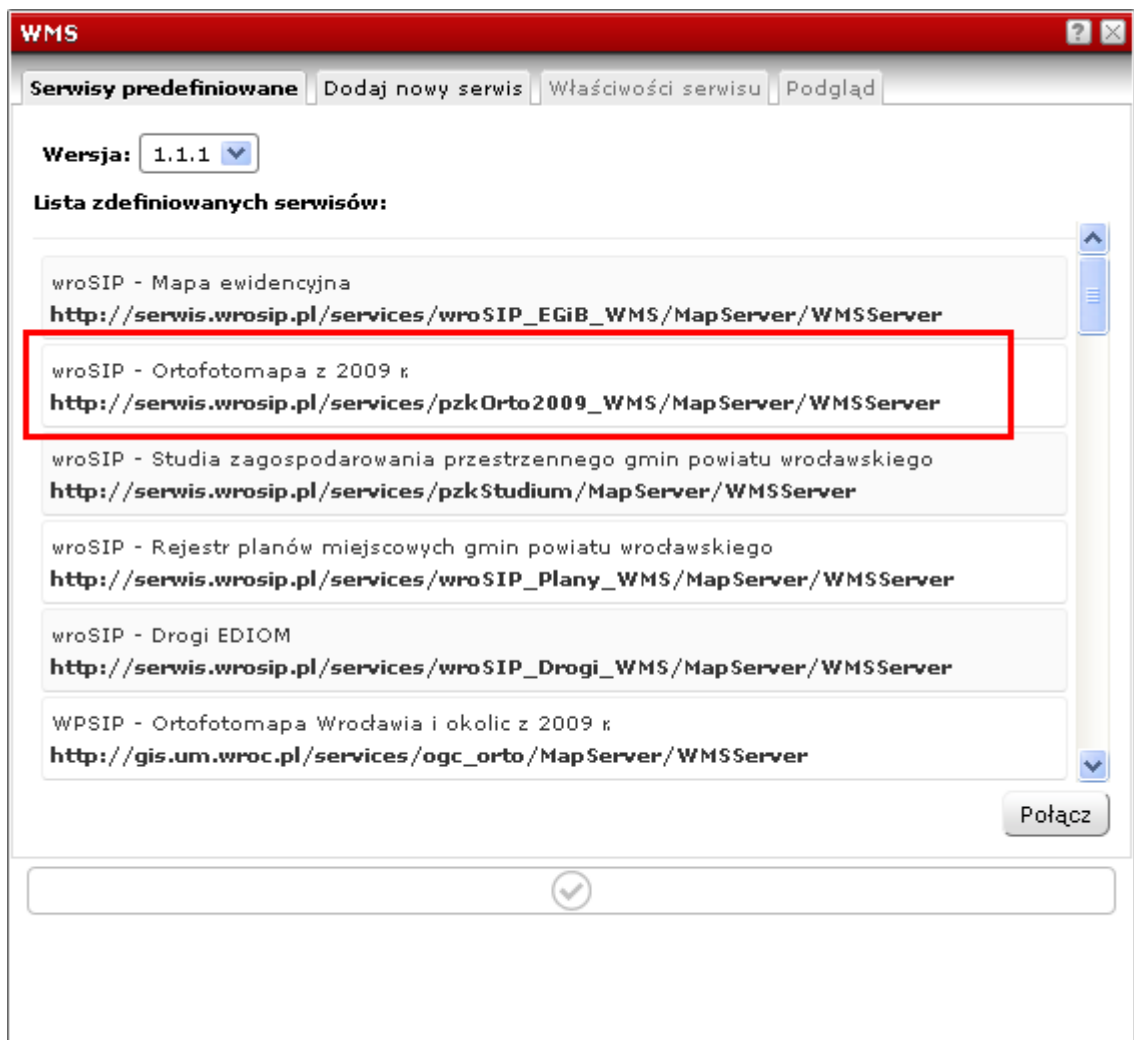 WMS
Serwisy predefiniowane Dodaj nowy serwis Właściwości serwisu Podgląd
Wersja: 1.1.1
Lista zdefiniowanych serwisów:
wroSIP - Mapa ewidencyjna
http://serwis.wrosip.pl/services/wroSIP_EGiB_WMS/MapServer/WMSServer
wroSIP - Ortofotomapa z 2009 r.
http://serwis.wrosip.pl/services/pzkOrto2009_WMS/MapServer/WMSServer
wroSIP - Studia zagospodarowania przestrzennego gmin powiatu wrocławskiego
http://serwis.wrosip.pl/services/pzkStudium/MapServer/WMSServer
wroSIP - Rejestr planów miejscowych gmin powiatu wrocławskiego
http://serwis.wrosip.pl/services/wroSIP_Plany_WMS/MapServer/WMSServer
wroSIP - Drogi EDIOM
http://serwis.wrosip.pl/services/wroSIP_Drogi_WMS/MapServer/WMSServer
WPSIP - Ortofotomapa Wrocławia i okolic z 2009 r.
http://gis.um.wroc.pl/services/ogc_orto/MapServer/WMSServer
Połącz